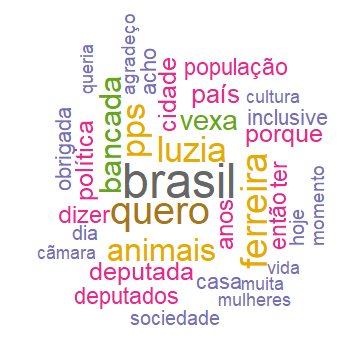 queria
agradeço
acho
cidade
população
país
cultura
inclusive
porque
vexa
bancada
pps
luzia
obrigada
política
brasil
ferreira
então
ter
hoje
momento
dizer
quero
anos
dia
animais
cãmara
deputada
deputados
casa
vida
muita
mulheres
sociedade